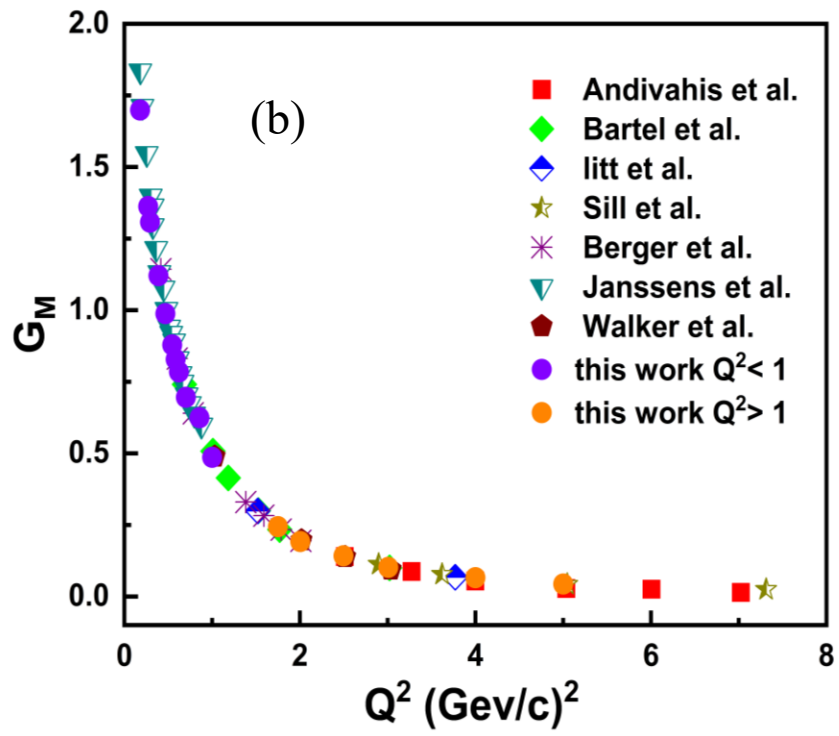 2.0
(b)
Andivahis et al.
Bartel et al.
litt et al.
Sill et al.
Berger et al.
Janssens et al.
Walker et al.
this work Q²< 1
this work Q²> 1
1.5
1.0
0.5
0.0
G_M
0 2 4 6 8
Q² (Gev/c)²